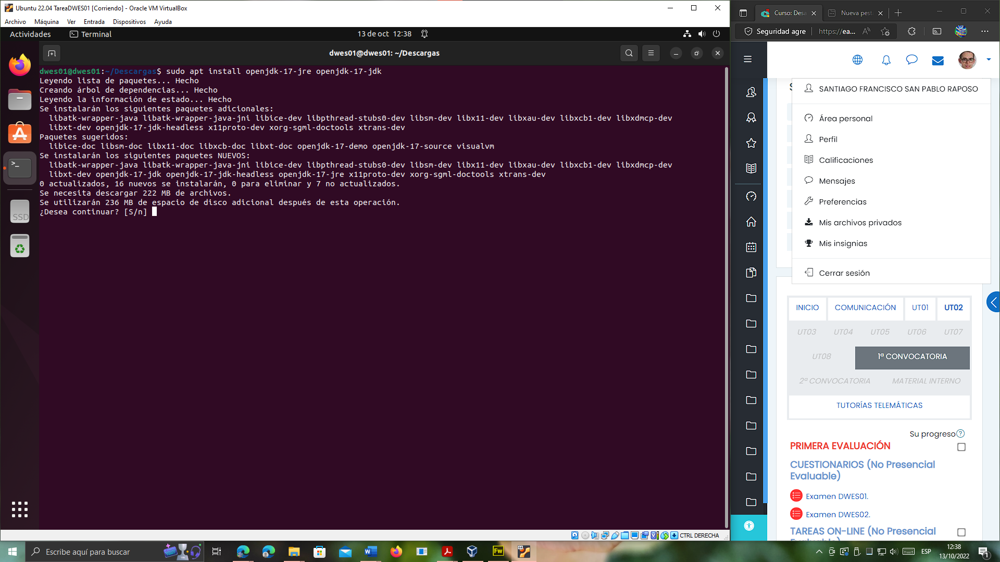 Ubuntu 22.04 TareaDWES01 [Corriendo] - Oracle VM VirtualBox
Archivo Máquina Ver Entrada Dispositivos Ayuda
Actividades Terminal 13 de oct 12:38
dwes01@dwes01: ~/Descargas
dwes01@dwes01:~/Descargas$ sudo apt install openjdk-17-jre openjdk-17-jdk
Leyendo lista de paquetes... Hecho
Creando árbol de dependencias... Hecho
Leyendo la información de estado... Hecho
Se instalarán los siguientes paquetes adicionales:
libatk-wrapper-java libatk-wrapper-java-jni libice-dev libpthread-stubs0-dev libsm-dev libx11-dev libxau-dev libxcb1-dev libxdmcp-dev
libxt-dev openjdk-17-jdk-headless x11proto-dev xorg-sgml-doctools xtrans-dev
Paquetes sugeridos:
libice-doc libsm-doc libx11-doc libxcb-doc libxt-doc openjdk-17-demo openjdk-17-source visualvm
Se instalarán los siguientes paquetes NUEVOS:
libatk-wrapper-java libatk-wrapper-java-jni libice-dev libpthread-stubs0-dev libsm-dev libx11-dev libxau-dev libxcb1-dev libxdmcp-dev
libxt-dev openjdk-17-jdk openjdk-17-jdk-headless openjdk-17-jre x11proto-dev xorg-sgml-doctools xtrans-dev
0 actualizados, 16 nuevos se instalarán, 0 para eliminar y 7 no actualizados.
Se necesita descargar 222 MB de archivos.
Se utilizarán 236 MB de espacio de disco adicional después de esta operación.
¿Desea continuar? [S/n]
SSD
CTRL DERECHA
Curso: Desa
Nueva pest
Seguridad agre
https://ea...
SANTIAGO FRANCISCO SAN PABLO RAPOSO
Área personal
Perfil
Calificaciones
Mensajes
Preferencias
Mis archivos privados
Mis insignias
Cerrar sesión
INICIO COMUNICACIÓN UT01 UT02
UT03 UT04 UT05 UT06 UT07
UT08 1ª CONVOCATORIA
2ª CONVOCATORIA MATERIAL INTERNO
TUTORÍAS TELEMÁTICAS
Su progreso
PRIMERA EVALUACIÓN
CUESTIONARIOS (No Presencial
Evaluable)
Examen DWES01.
Examen DWES02.
TAREAS ON-LINE (No Presencial
Escribe aquí para buscar
Fw
ESP
12:38
13/10/2022
1